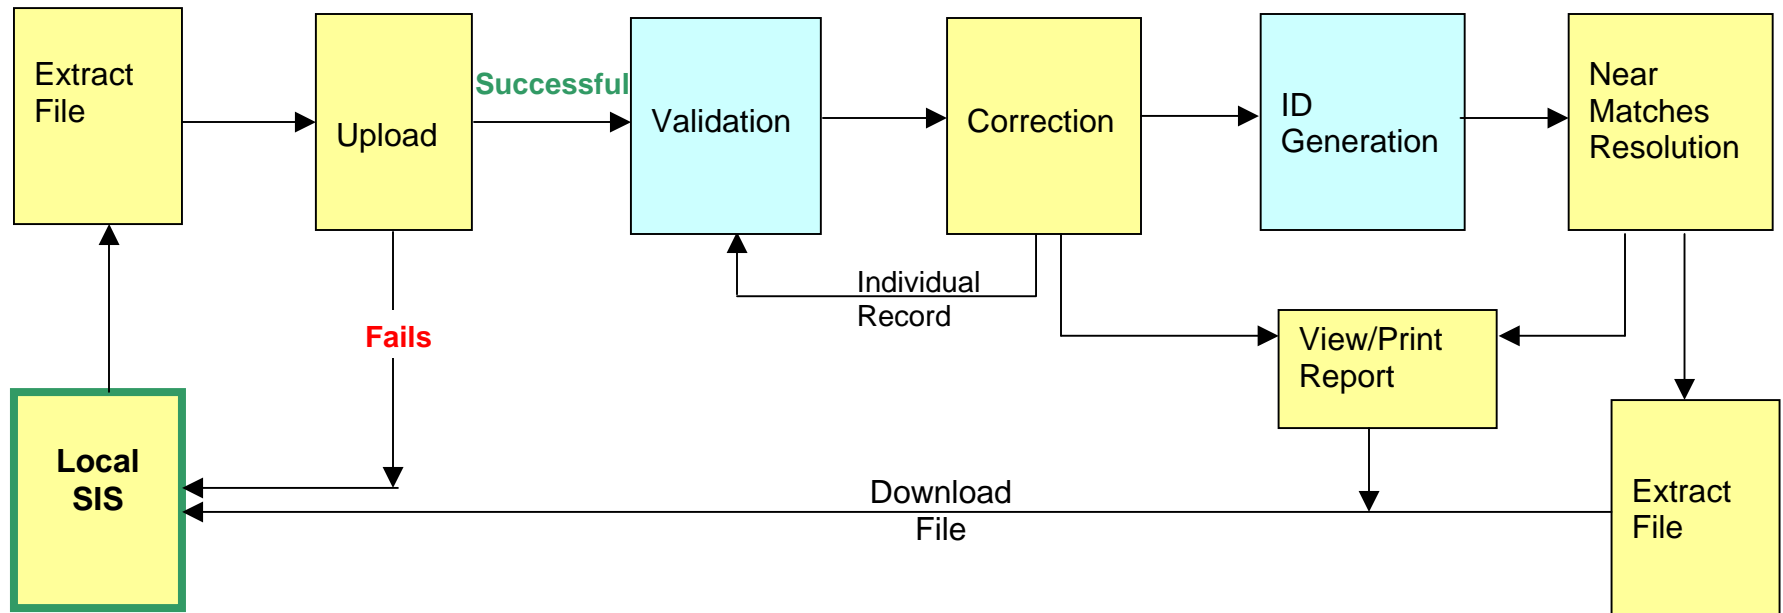 Extract
File
Upload
Successful
Validation
Correction
ID
Generation
Near
Matches
Resolution
Individual
Record
Fails
View/Print
Report
Local
SIS
Download
File
Extract
File